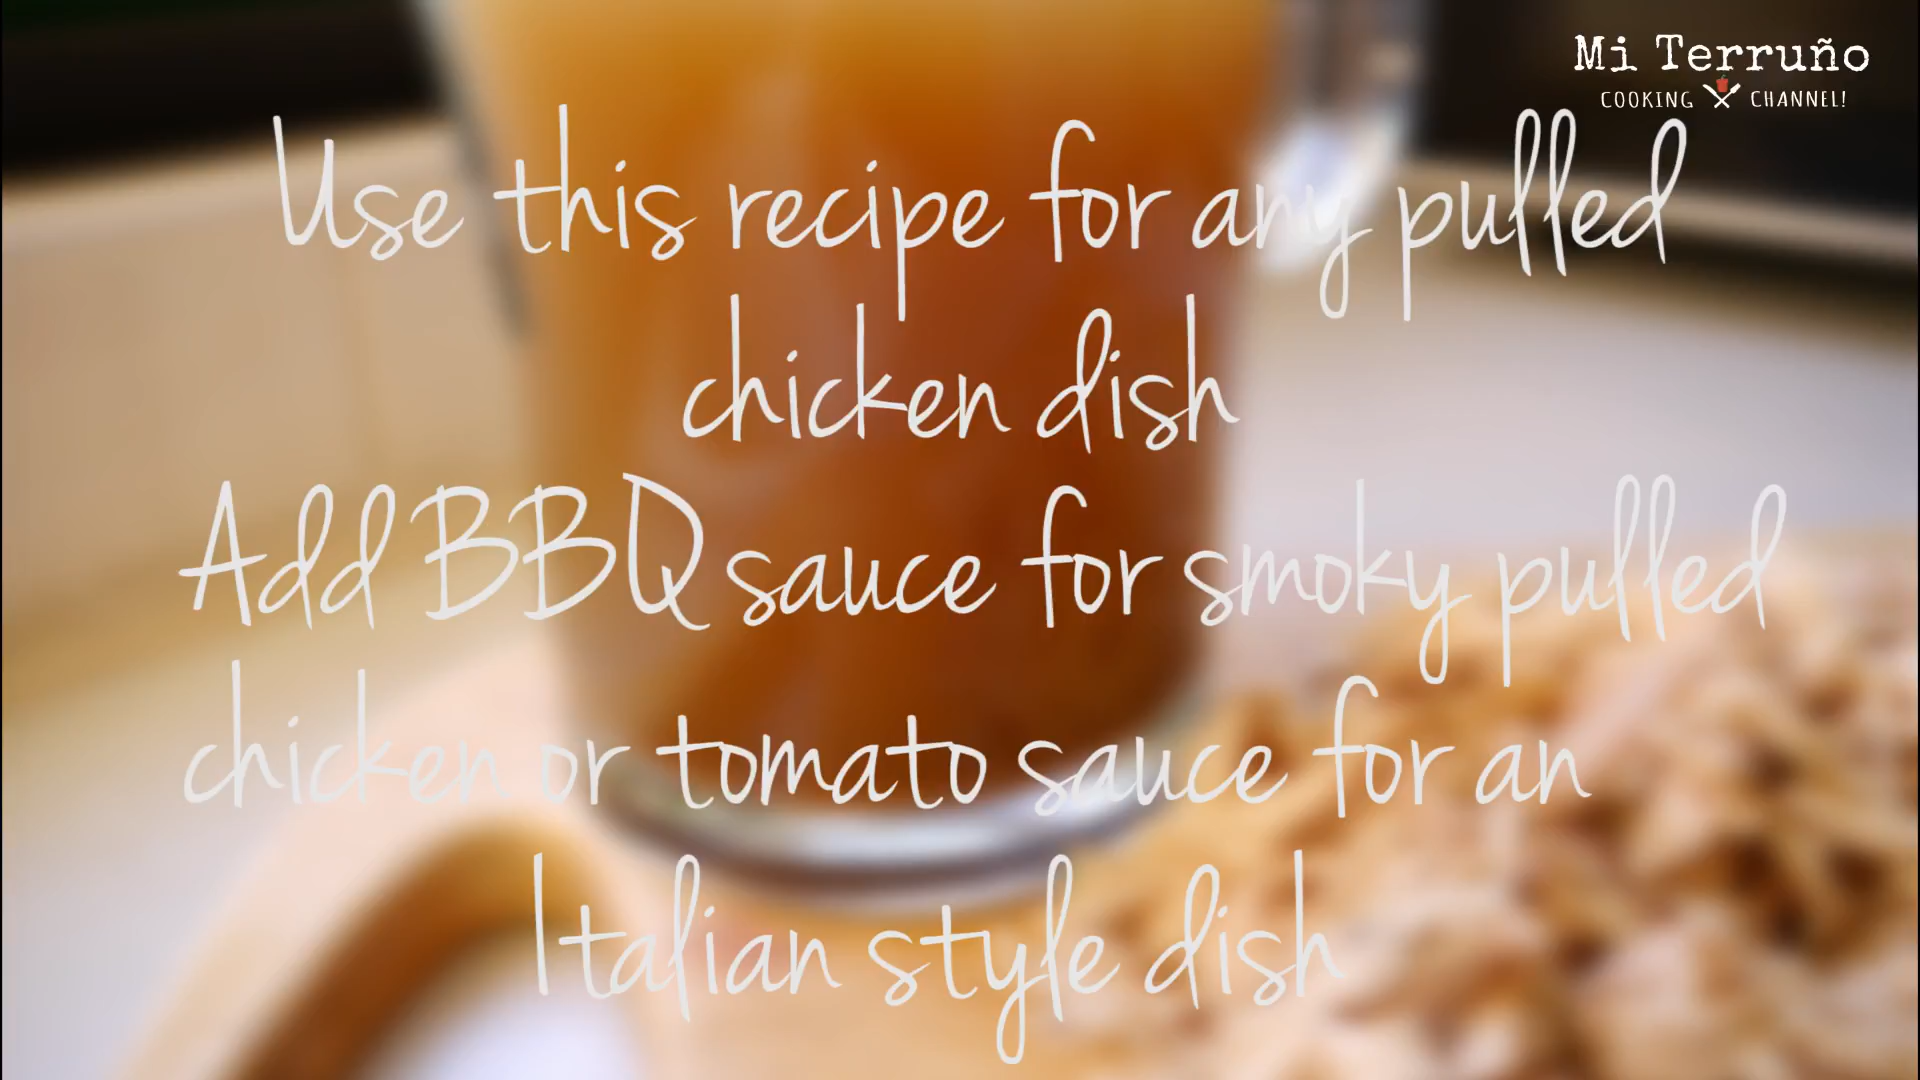 Mi Terruño
COOKING CHANNEL!
Use this recipe for any pulled
chicken dish
Add BBQ sauce for smoky pulled
chicken or tomato sauce for an
Italian style dish